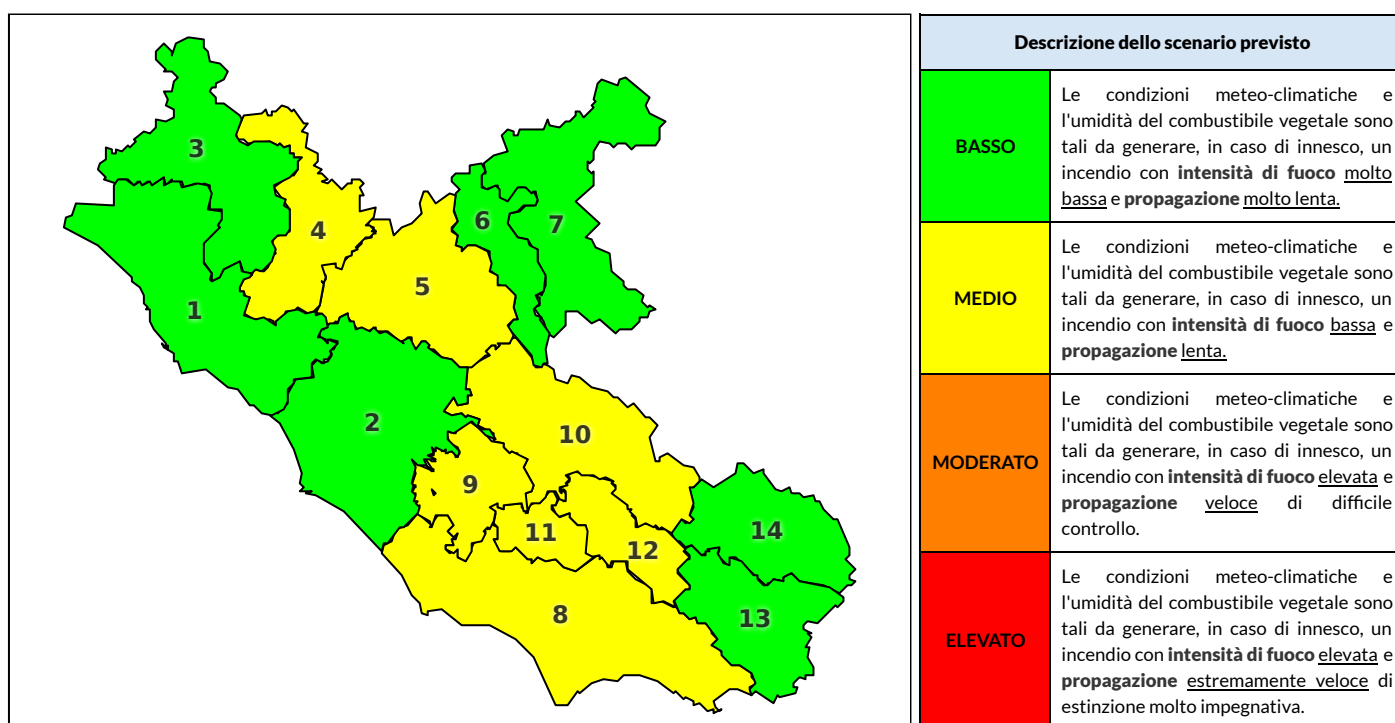 3
4
6
7
5
1
2
10
9
11
12
14
8
13
Descrizione dello scenario previsto
BASSO
Le condizioni meteo-climatiche e
l'umidità del combustibile vegetale sono
tali da generare, in caso di innesco, un
incendio con intensità di fuoco molto
bassa e propagazione molto lenta.
MEDIO
Le condizioni meteo-climatiche e
l'umidità del combustibile vegetale sono
tali da generare, in caso di innesco, un
incendio con intensità di fuoco bassa e
propagazione lenta.
MODERATO
Le condizioni meteo-climatiche e
l'umidità del combustibile vegetale sono
tali da generare, in caso di innesco, un
incendio con intensità di fuoco elevata e
propagazione veloce di difficile
controllo.
ELEVATO
Le condizioni meteo-climatiche e
l'umidità del combustibile vegetale sono
tali da generare, in caso di innesco, un
incendio con intensità di fuoco elevata e
propagazione estremamente veloce di
estinzione molto impegnativa.